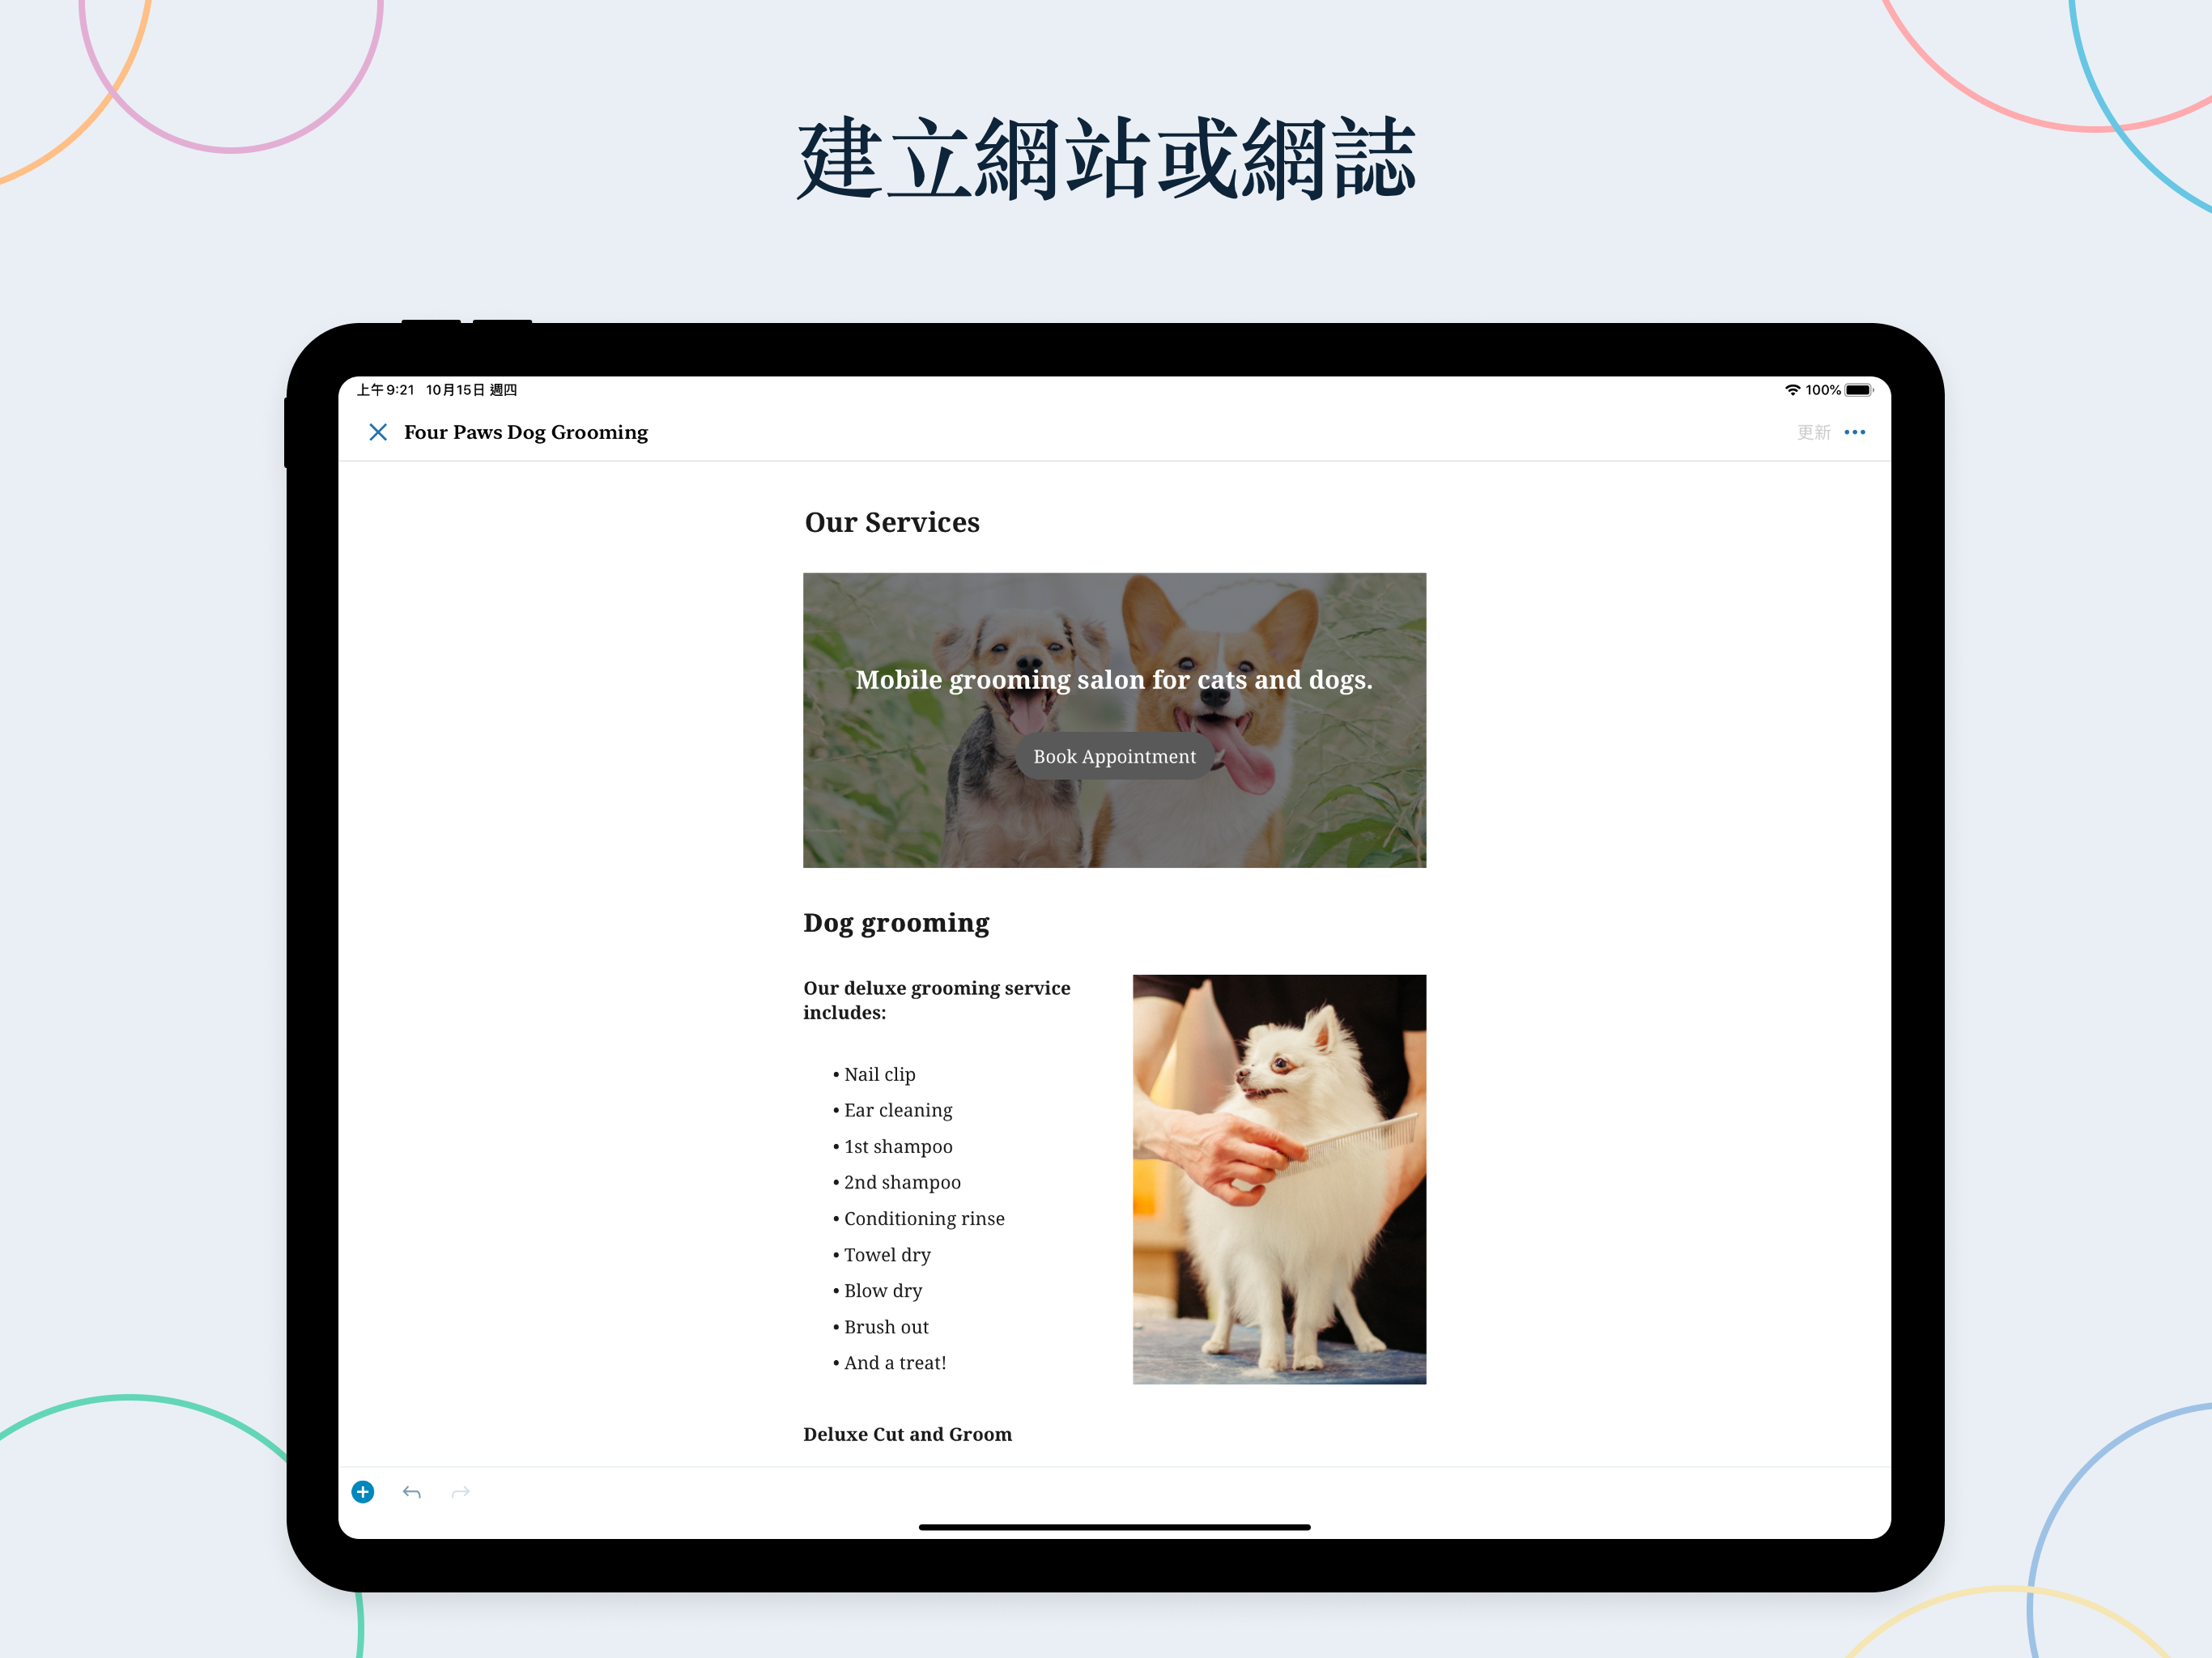 建立網站或網誌
上午9:21 10月15日 週四
100%
Four Paws Dog Grooming
更新
Our Services
Mobile grooming salon for cats and dogs.
Book Appointment
Dog grooming
Our deluxe grooming service
includes:
• Nail clip
• Ear cleaning
• 1st shampoo
• 2nd shampoo
• Conditioning rinse
• Towel dry
• Blow dry
• Brush out
• And a treat!
Deluxe Cut and Groom